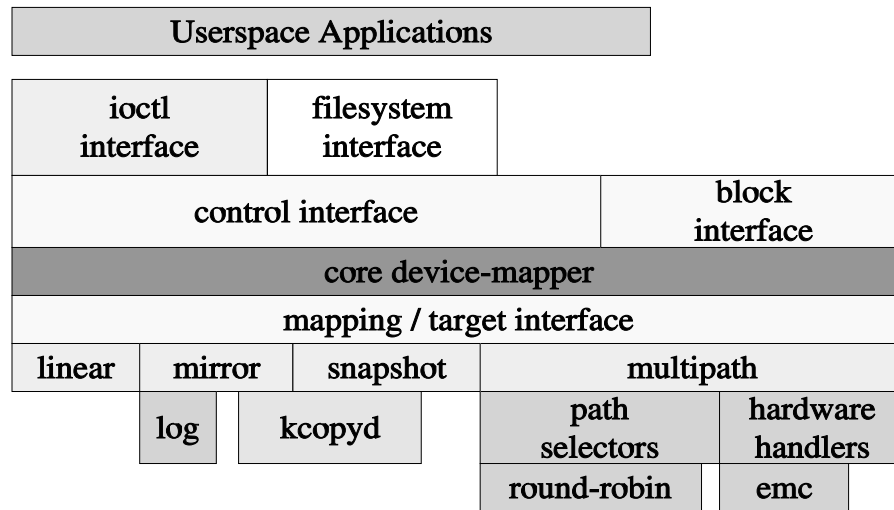 Userspace Applications
ioctl
interface
filesystem
interface
control interface
block
interface
core device-mapper
mapping / target interface
linear
mirror
snapshot
multipath
log
kcopyd
path
selectors
hardware
handlers
round-robin
emc